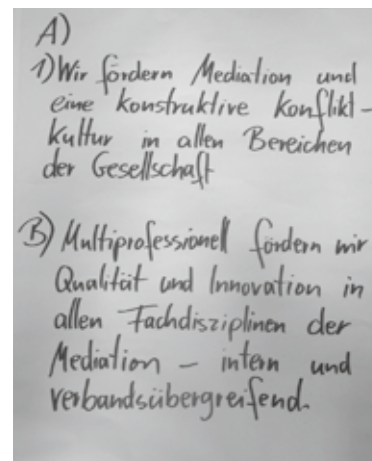 A)
1) Wir fördern Mediation und
eine konstruktive Konflikt-
kultur in allen Bereichen
der Gesellschaft
B) Multiprofessionell fördern wir
Qualität und Innovation in
allen Fachdisziplinen der
Mediation – intern und
verbandsübergreifend.